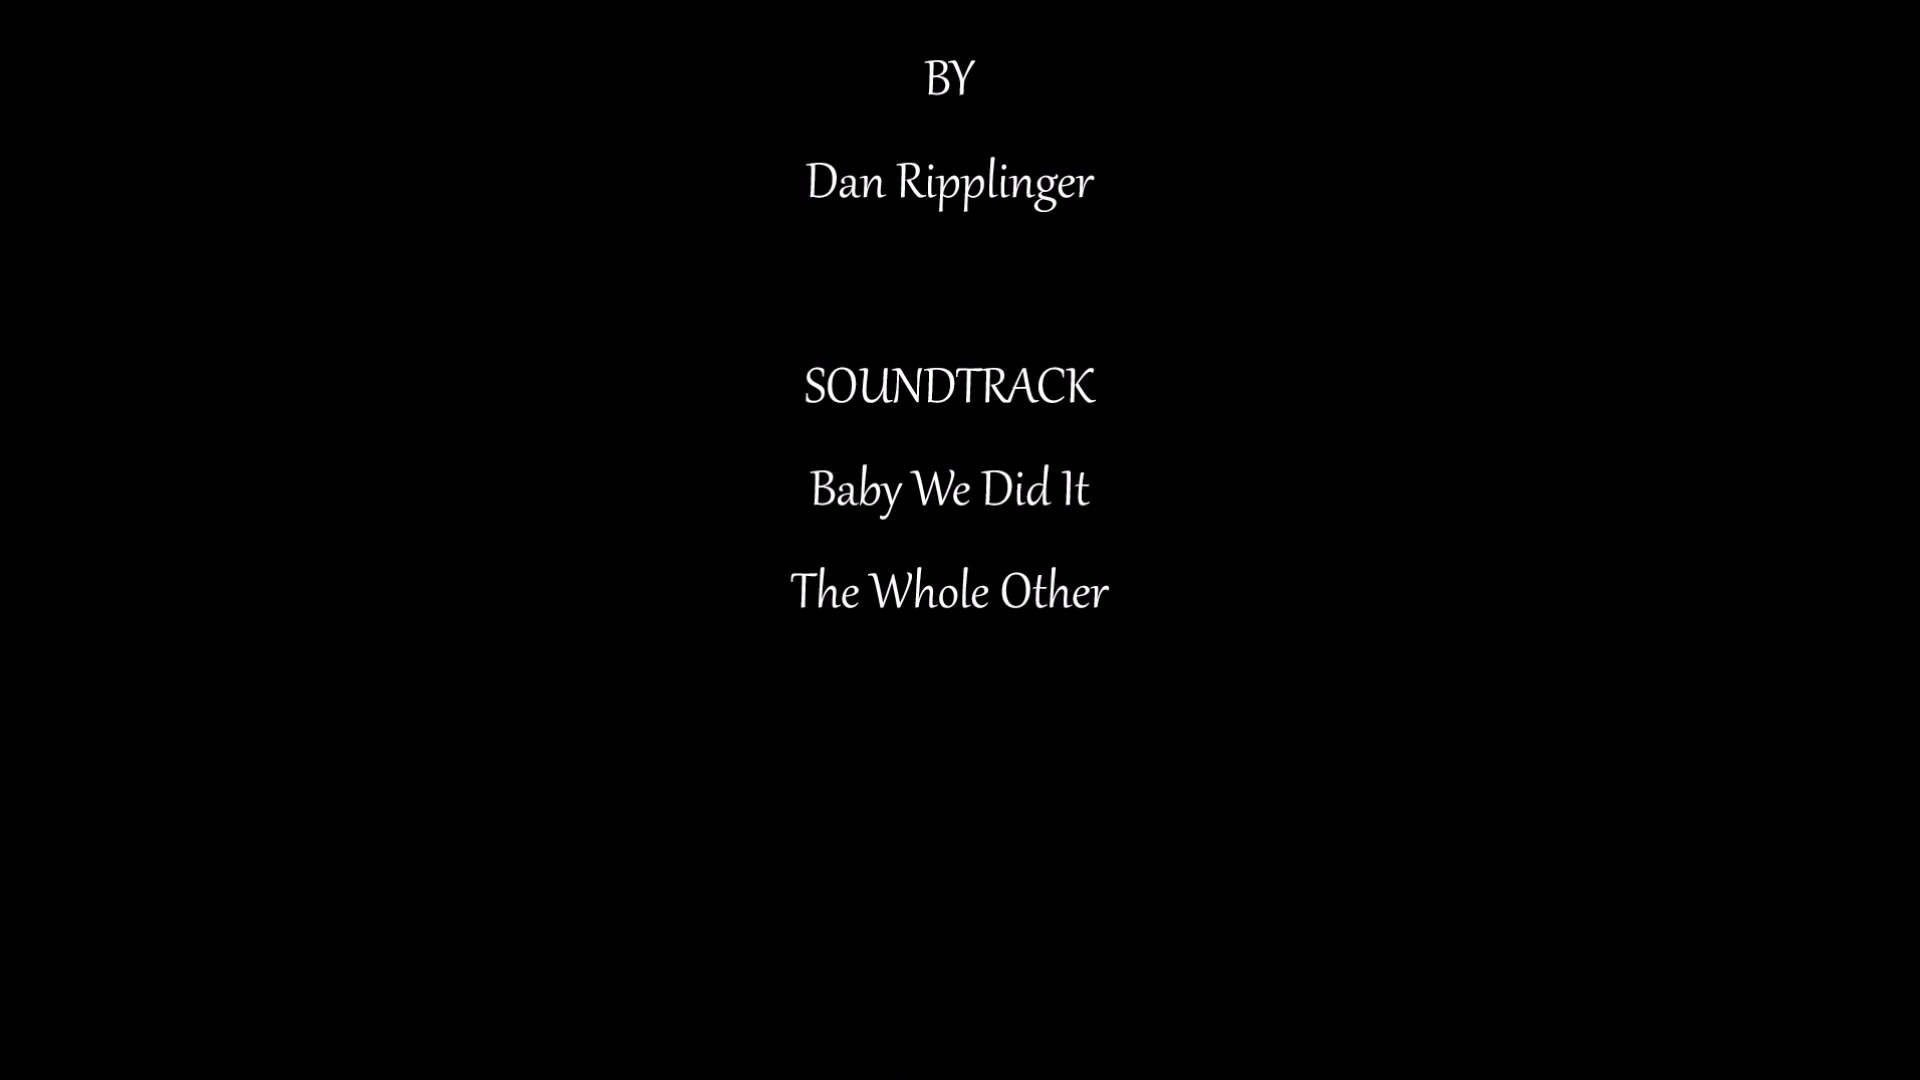 BY
Dan Ripplinger
SOUNDTRACK
Baby We Did It
The Whole Other